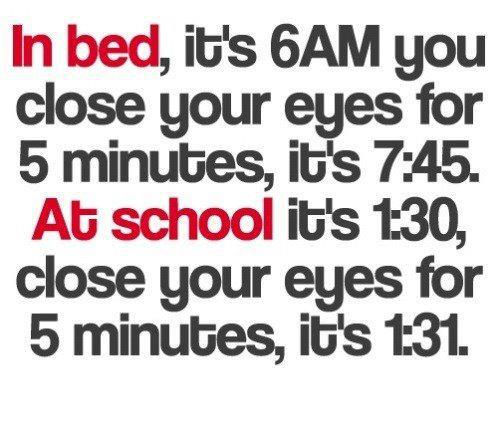 In bed, it's 6AM you
close your eyes for
5 minutes, it's 7:45.
At school it's 1:30,
close your eyes for
5 minutes, it's 1:31.